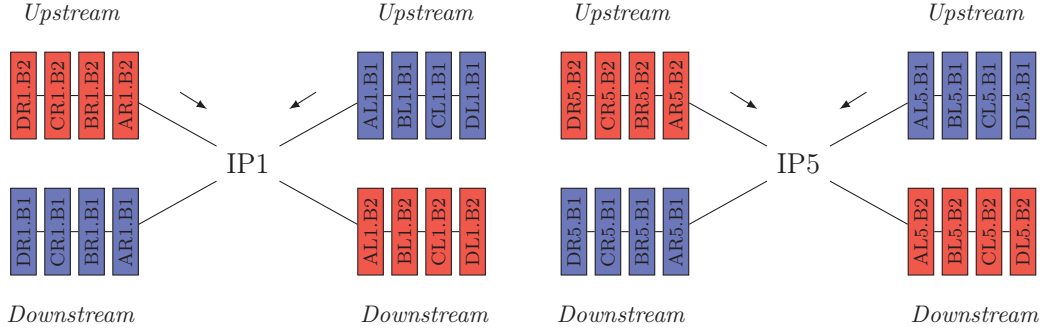 Upstream
Upstream
Upstream
Upstream
DR1.B2
CR1.B2
BR1.B2
AR1.B2
AL1.B1
BL1.B1
CL1.B1
DL1.B1
DR5.B2
CR5.B2
BR5.B2
AR5.B2
AL5.B1
BL5.B1
CL5.B1
DL5.B1
IP1
IP5
DR1.B1
CR1.B1
BR1.B1
AR1.B1
AL1.B2
BL1.B2
CL1.B2
DL1.B2
DR5.B1
CR5.B1
BR5.B1
AR5.B1
AL5.B2
BL5.B2
CL5.B2
DL5.B2
Downstream
Downstream
Downstream
Downstream